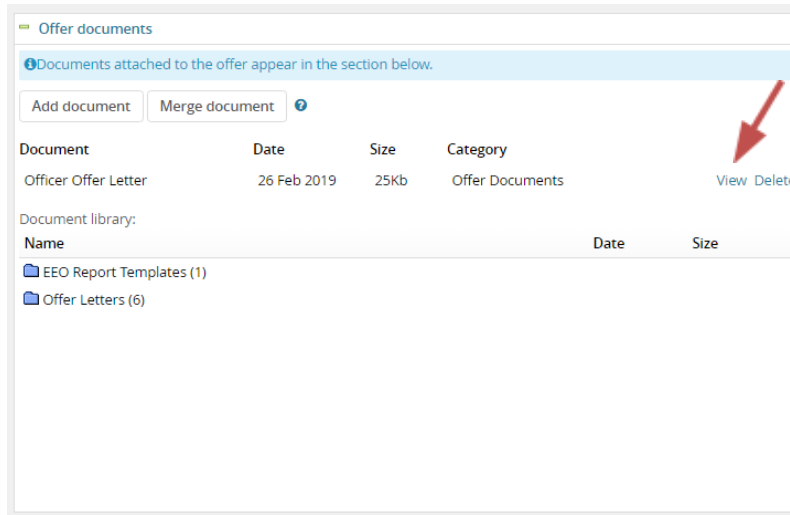 Offer documents
Documents attached to the offer appear in the section below.
Add document Merge document
Document Date Size Category
Officer Offer Letter 26 Feb 2019 25Kb Offer Documents View Delete
Document library:
Name Date Size
EEO Report Templates (1)
Offer Letters (6)